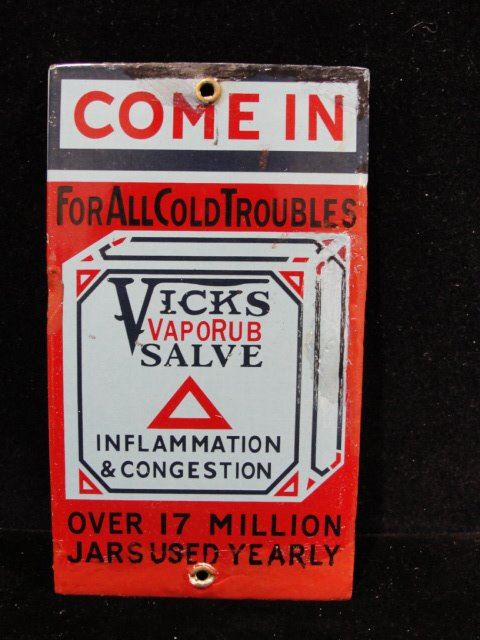 COME IN
FOR ALL COLD TROUBLES
VICKS
VAPORUB
SALVE
INFLAMMATION
& CONGESTION
OVER 17 MILLION
JARS USED YEARLY